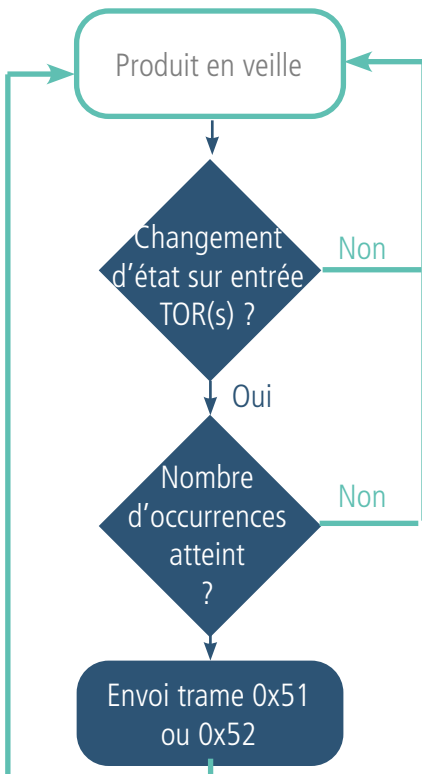 Produit en veille
Changement
d'état sur entrée
TOR(s) ?
Non
Oui
Nombre
d'occurrences
atteint
?
Non
Envoi trame 0x51
ou 0x52